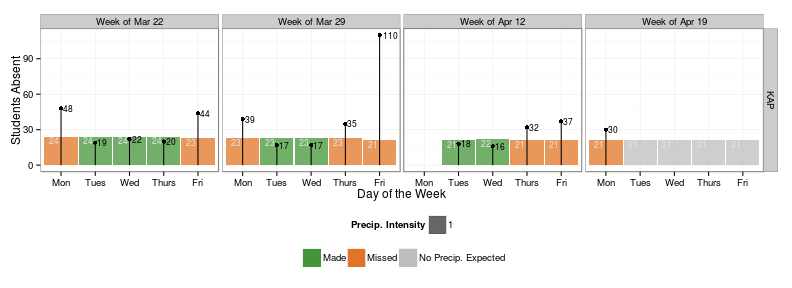 Week of Mar 22 Week of Mar 29 Week of Apr 12 Week of Apr 19
Students Absent
90
60
30
0
48 19 22 20 44
24 24 24 24 23
39 17 17 35 110
23 23 23 23 21
18 16 32 37
21 22 21 21
30
21 21 21 21 21
KAP
Mon Tues Wed Thurs Fri Mon Tues Wed Thurs Fri Mon Tues Wed Thurs Fri Mon Tues Wed Thurs Fri
Day of the Week
Precip. Intensity 1
Made Missed No Precip. Expected